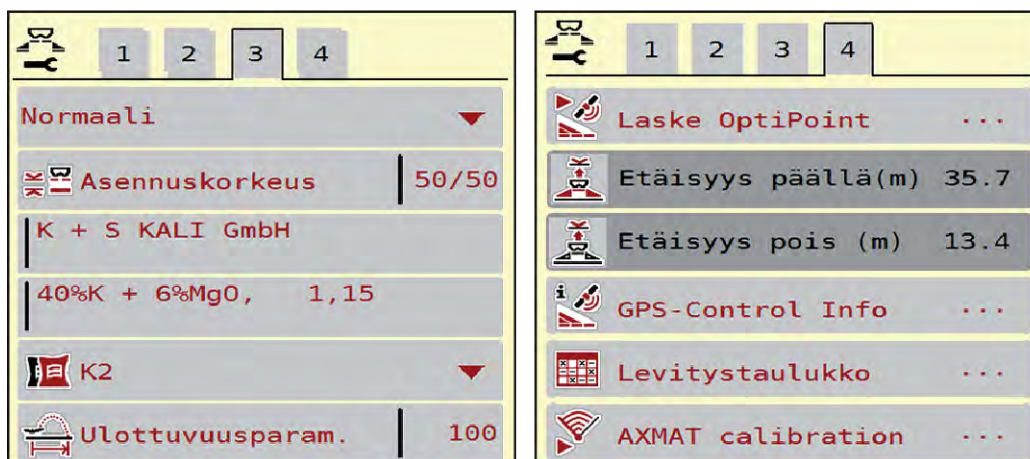 1 2 3 4
Normaali
Asennuskorkeus 50/50
K + S KALI GmbH
40%K + 6%MgO, 1,15
K2
Ulottuvuusparam. 100
1 2 3 4
Laske OptiPoint ...
Etäisyys päällä(m) 35.7
Etäisyys pois (m) 13.4
i
GPS-Control Info ...
Levitystaulukko ...
AXMAT calibration ...